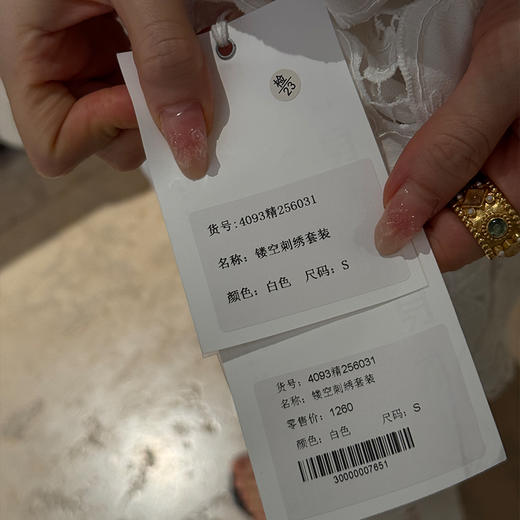 检/23
货号:4093精256031
名称: 镂空刺绣套装
颜色: 白色 尺码: S
货号: 4093精256031
名称: 镂空刺绣套装
零售价: 1260
颜色: 白色 尺码: S
30000007651